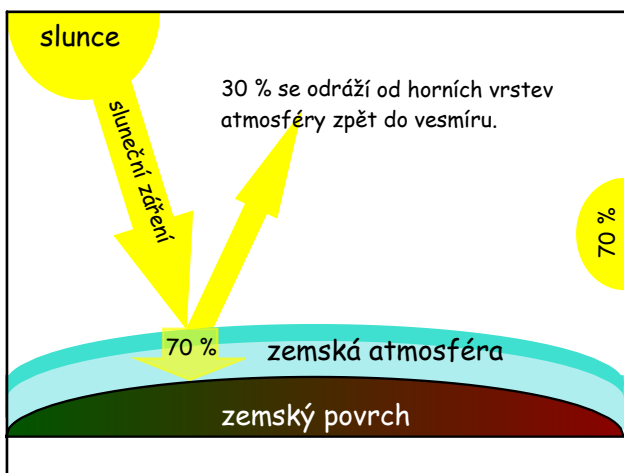 slunce
30 % se odráží od horních vrstev
atmosféry zpět do vesmíru.
sluneční záření
70 %
70 %
zemská atmosféra
zemský povrch